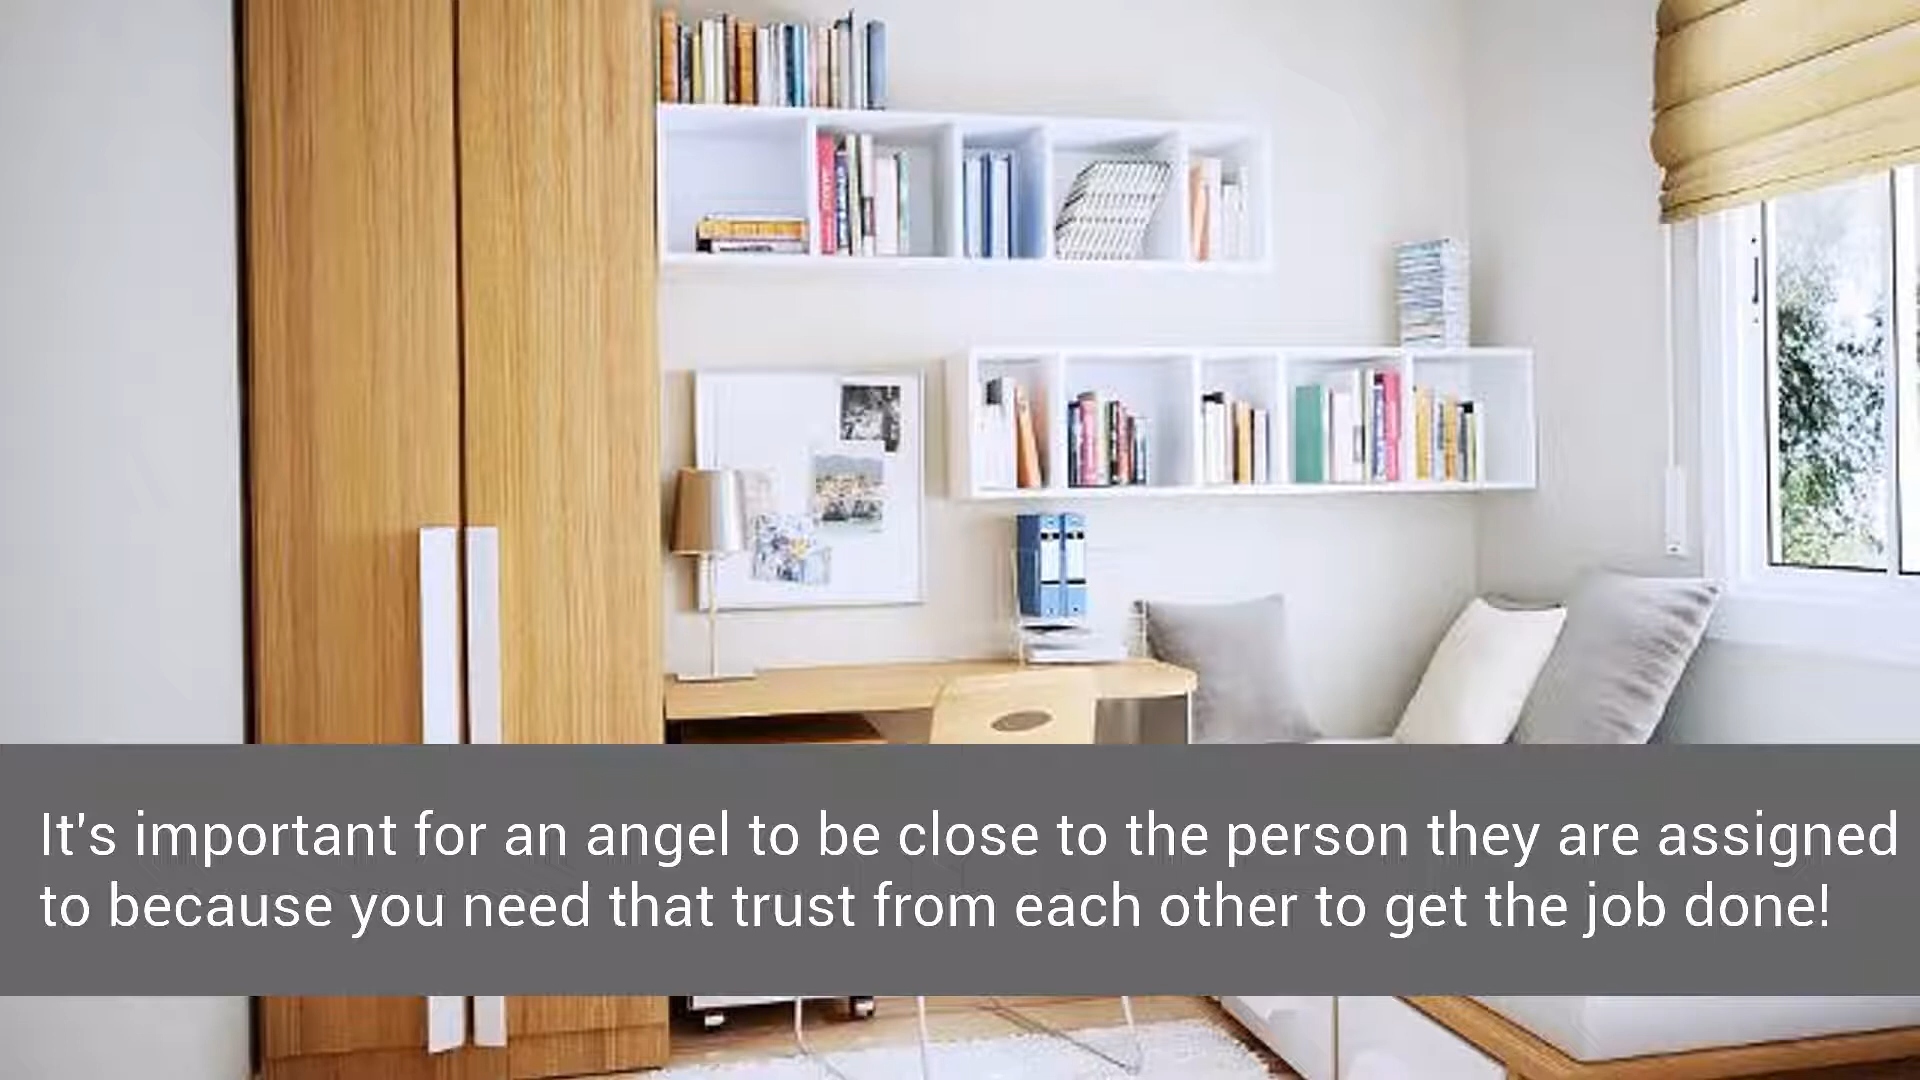 It's important for an angel to be close to the person they are assigned
to because you need that trust from each other to get the job done!